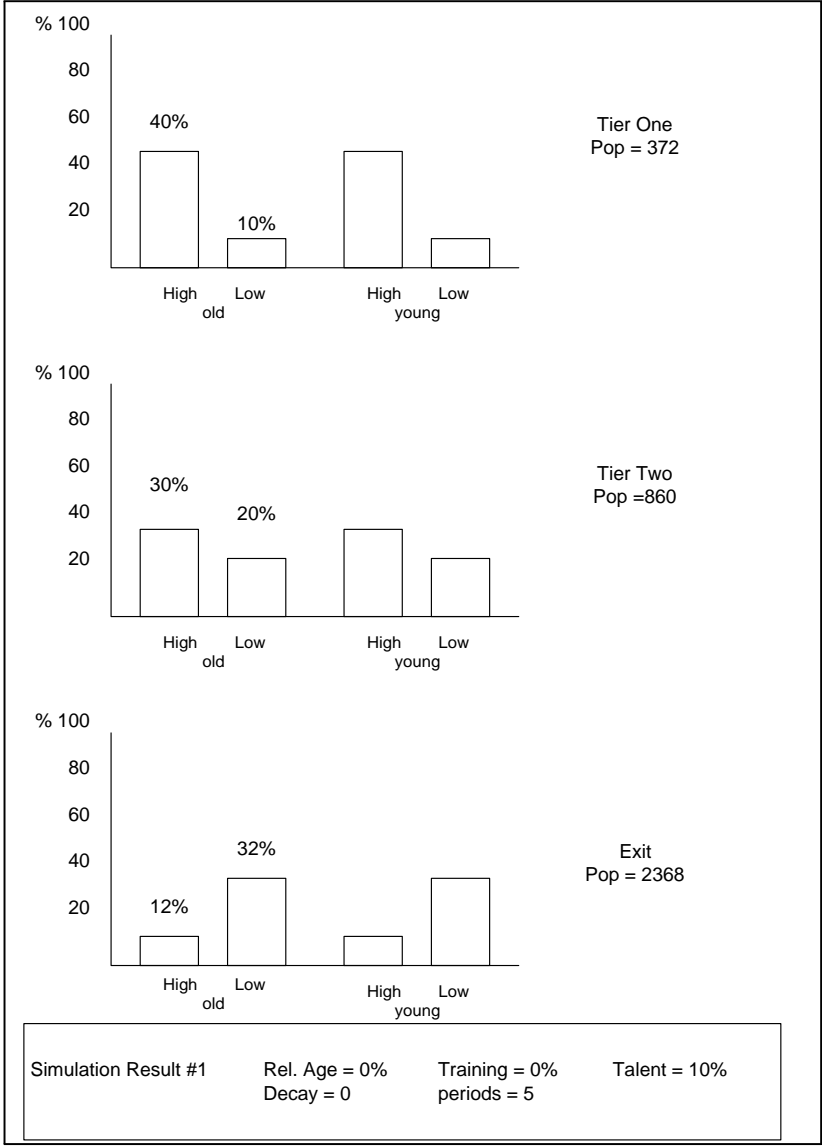 % 100
80
60
40
20
40%
10%
High Low High Low
old young
Tier One
Pop = 372
% 100
80
60
40
20
30%
20%
High Low High Low
old young
Tier Two
Pop =860
% 100
80
60
40
20
12%
32%
High Low High Low
old young
Exit
Pop = 2368
Simulation Result #1 Rel. Age = 0% Training = 0% Talent = 10%
Decay = 0 periods = 5